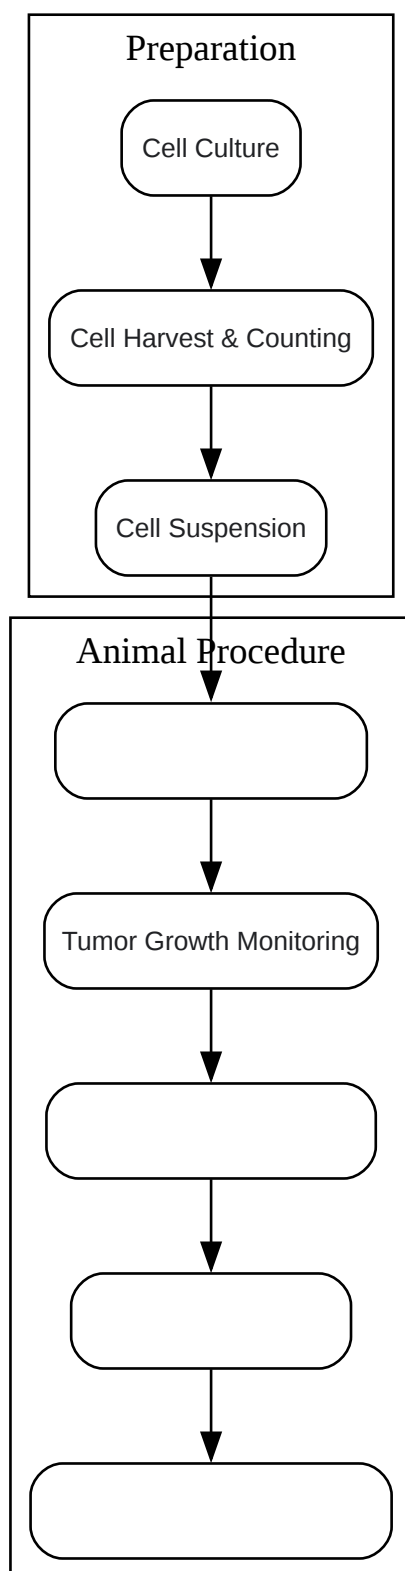 Preparation
Cell Culture
Cell Harvest & Counting
Cell Suspension
Animal Procedure
Tumor Growth Monitoring